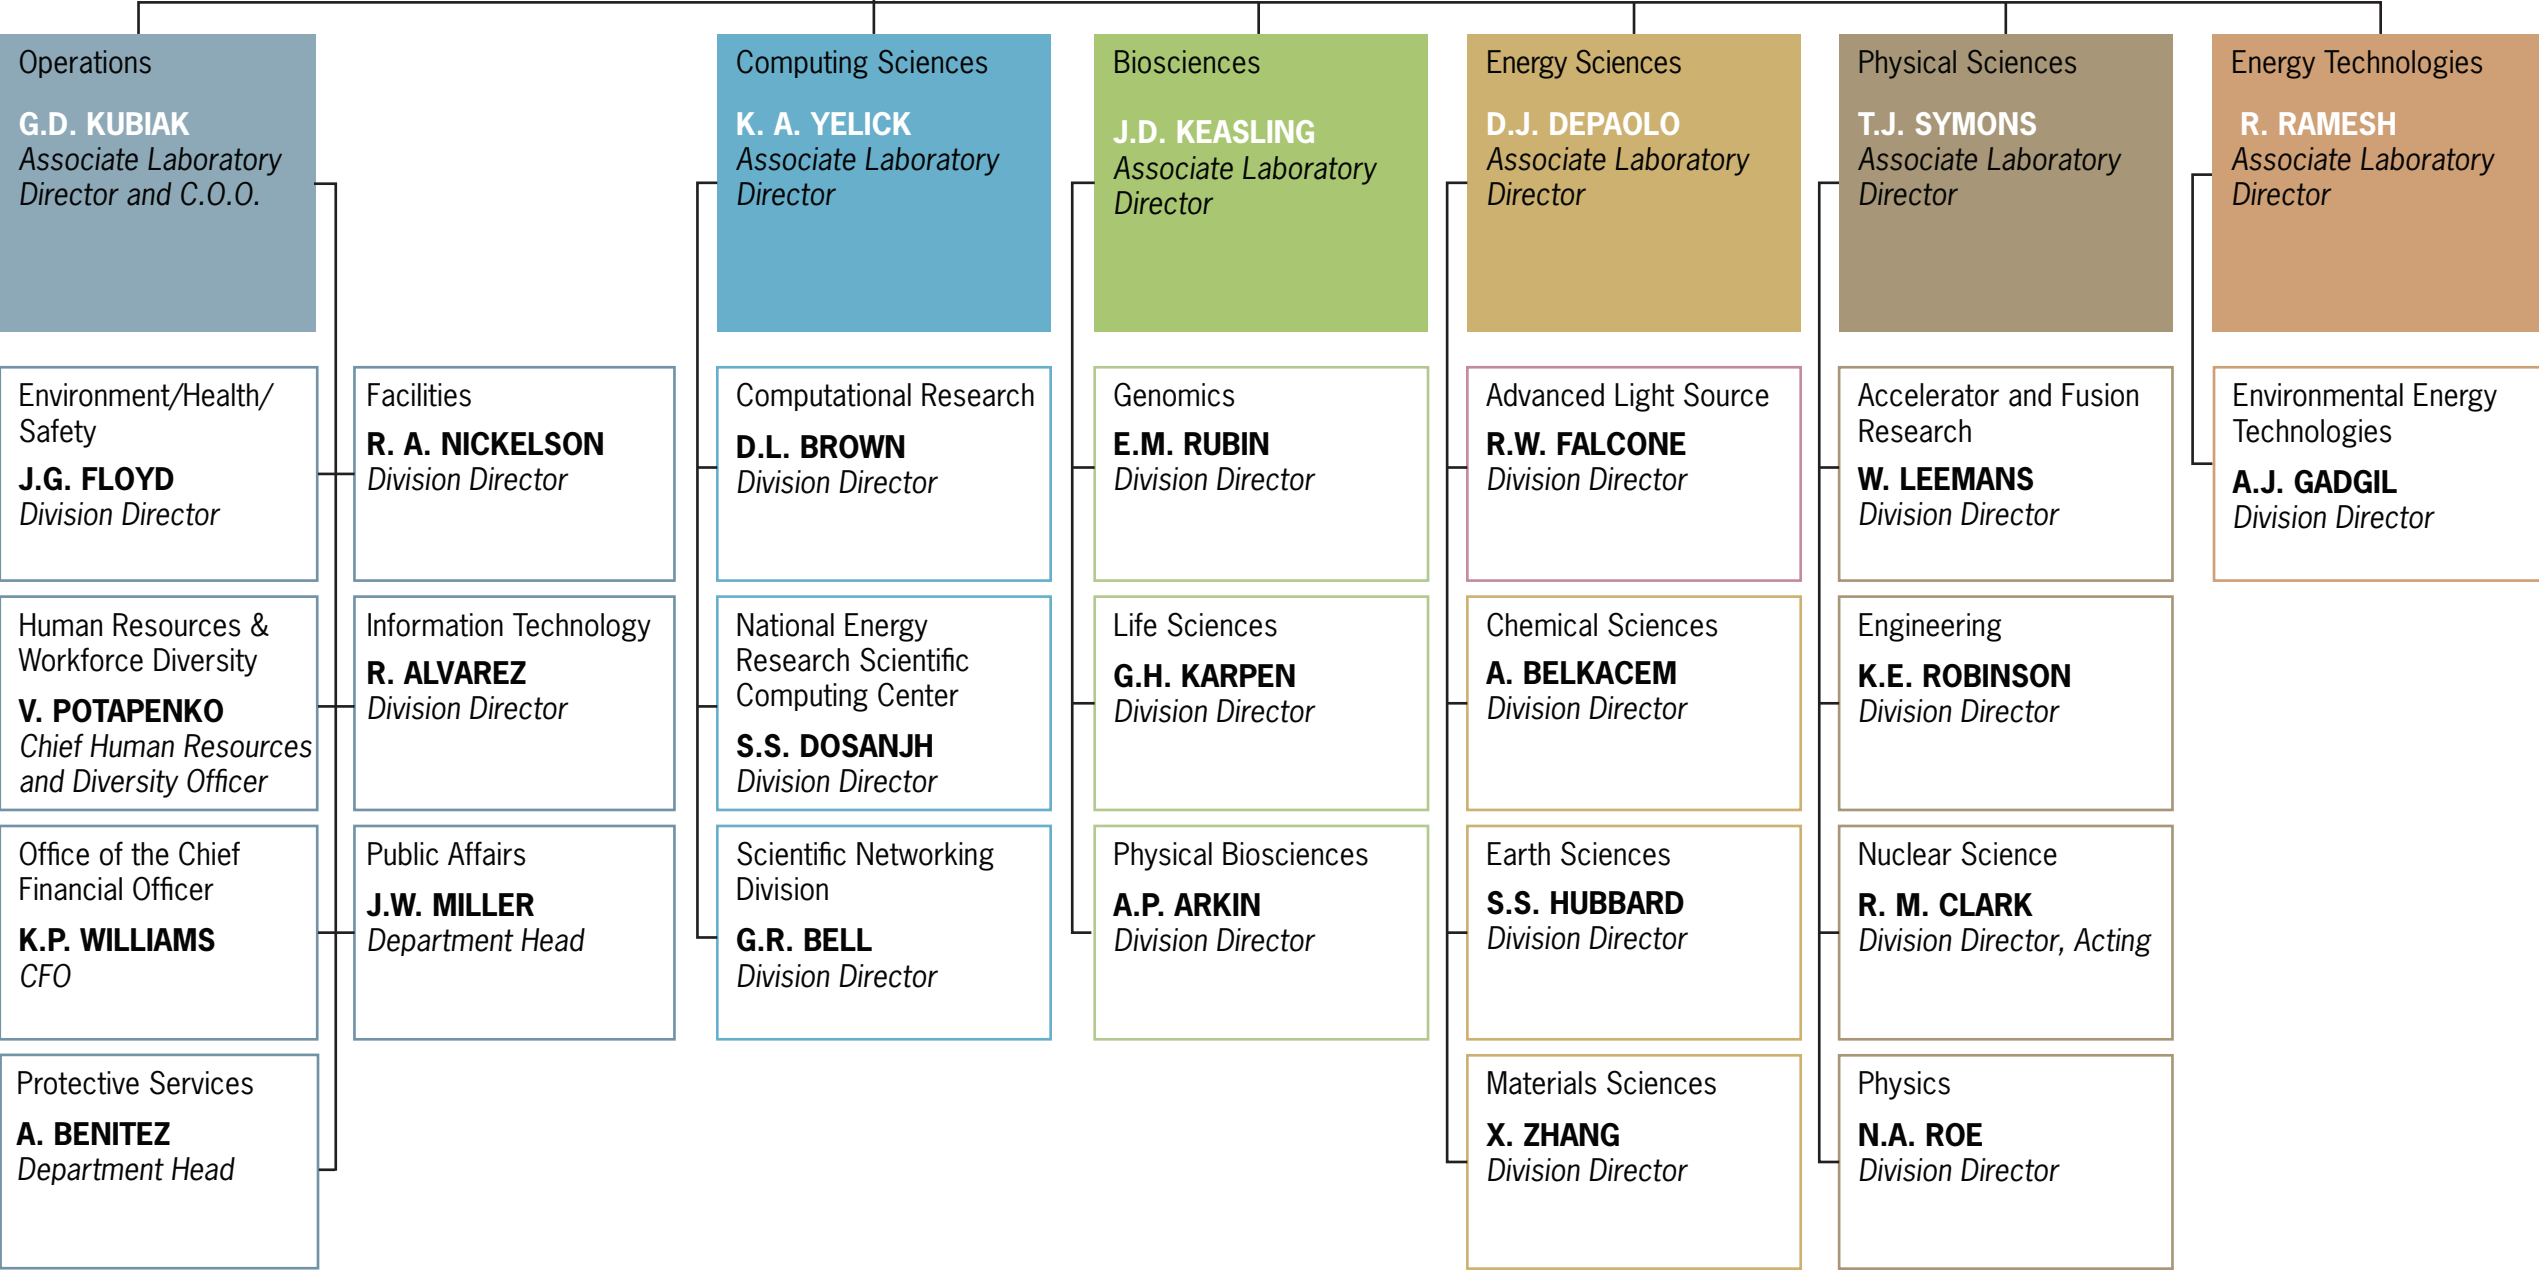 Operations
G.D. KUBIAK
Associate Laboratory
Director and C.O.O.
Computing Sciences
K. A. YELICK
Associate Laboratory
Director
Biosciences
J.D. KEASLING
Associate Laboratory
Director
Energy Sciences
D.J. DEPAOLO
Associate Laboratory
Director
Physical Sciences
T.J. SYMONS
Associate Laboratory
Director
Energy Technologies
R. RAMESH
Associate Laboratory
Director
Environment/Health/
Safety
J.G. FLOYD
Division Director
Facilities
R. A. NICKELSON
Division Director
Computational Research
D.L. BROWN
Division Director
Genomics
E.M. RUBIN
Division Director
Advanced Light Source
R.W. FALCONE
Division Director
Accelerator and Fusion
Research
W. LEEMANS
Division Director
Environmental Energy
Technologies
A.J. GADGIL
Division Director
Human Resources &
Workforce Diversity
V. POTAPENKO
Chief Human Resources
and Diversity Officer
Information Technology
R. ALVAREZ
Division Director
National Energy
Research Scientific
Computing Center
S.S. DOSANJH
Division Director
Life Sciences
G.H. KARPEN
Division Director
Chemical Sciences
A. BELKACEM
Division Director
Engineering
K.E. ROBINSON
Division Director
Office of the Chief
Financial Officer
K.P. WILLIAMS
CFO
Public Affairs
J.W. MILLER
Department Head
Scientific Networking
Division
G.R. BELL
Division Director
Physical Biosciences
A.P. ARKIN
Division Director
Earth Sciences
S.S. HUBBARD
Division Director
Nuclear Science
R. M. CLARK
Division Director, Acting
Protective Services
A. BENITEZ
Department Head
Materials Sciences
X. ZHANG
Division Director
Physics
N.A. ROE
Division Director